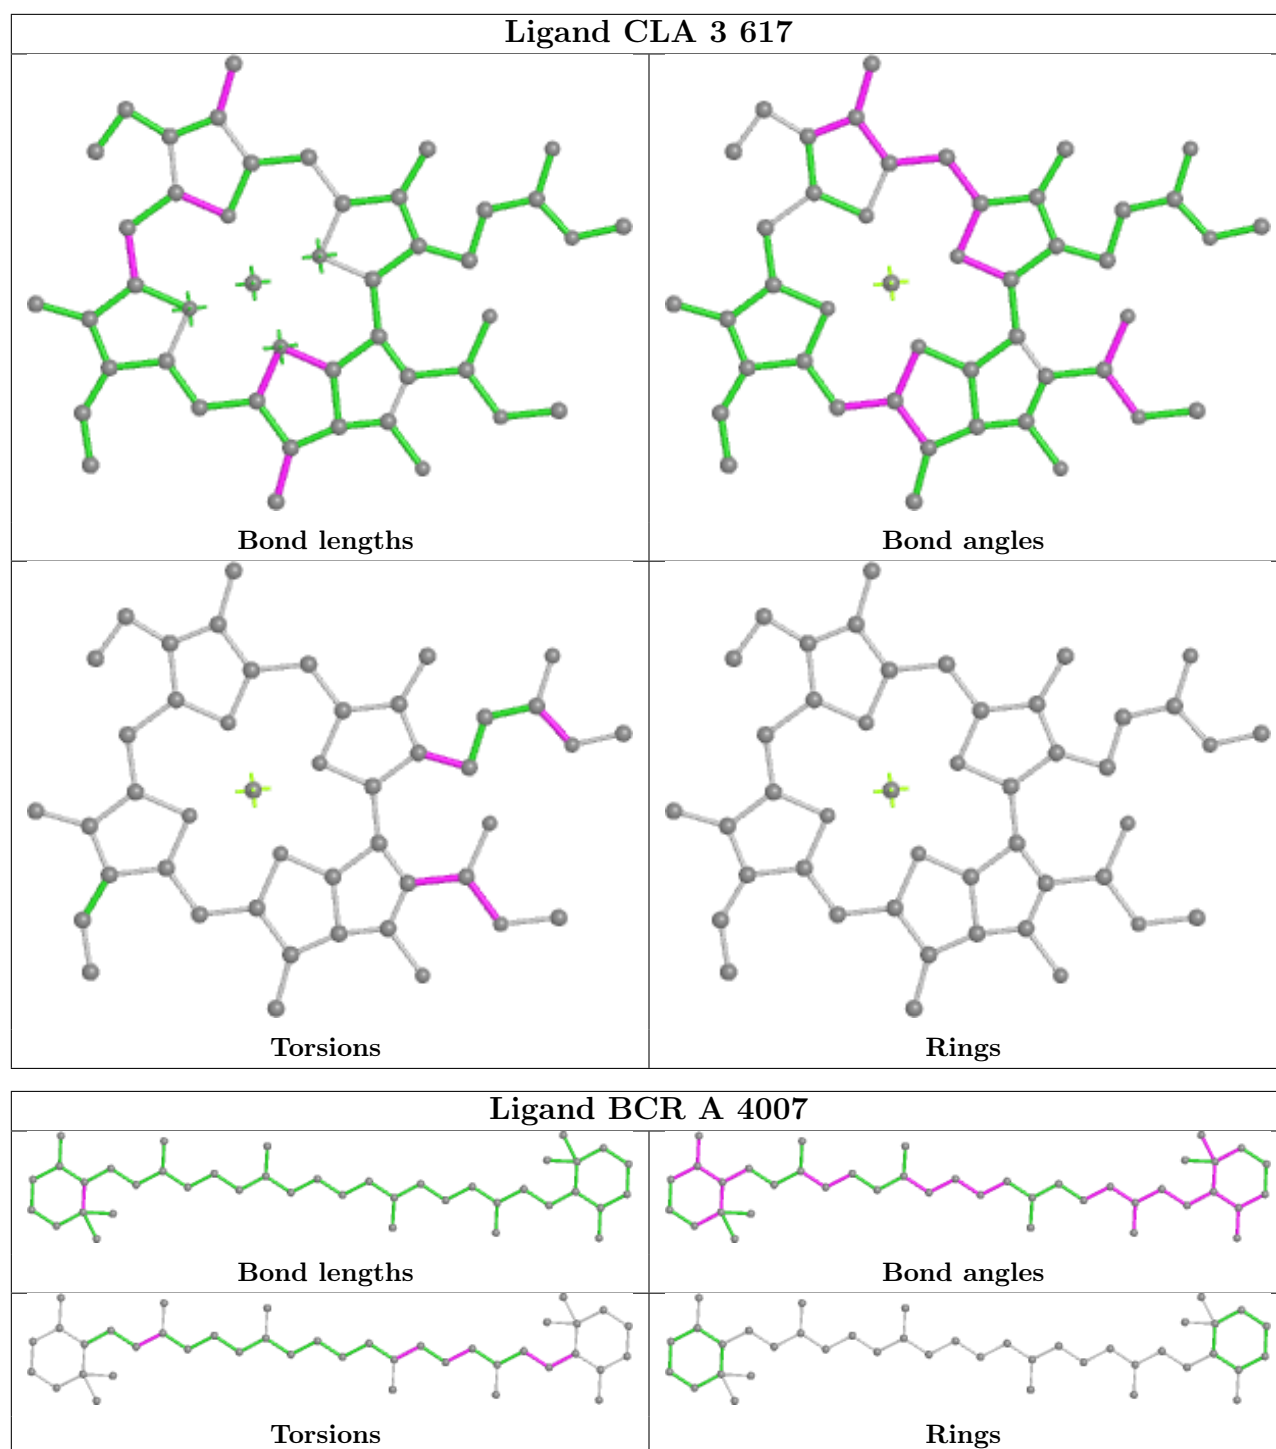 Ligand CLA 3 617
Bond lengths
Bond angles
Torsions
Rings
Ligand BCR A 4007
Bond lengths
Bond angles
Torsions
Rings